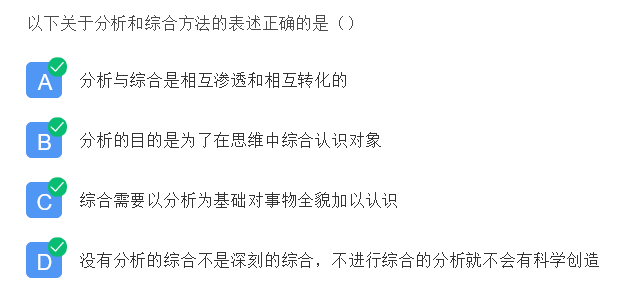 以下关于分析和综合方法的表述正确的是（）
A 分析与综合是相互渗透和相互转化的
B 分析的目的是为了在思维中综合认识对象
C 综合需要以分析为基础对事物全貌加以认识
D 没有分析的综合不是深刻的综合，不进行综合的分析就不会有科学创造